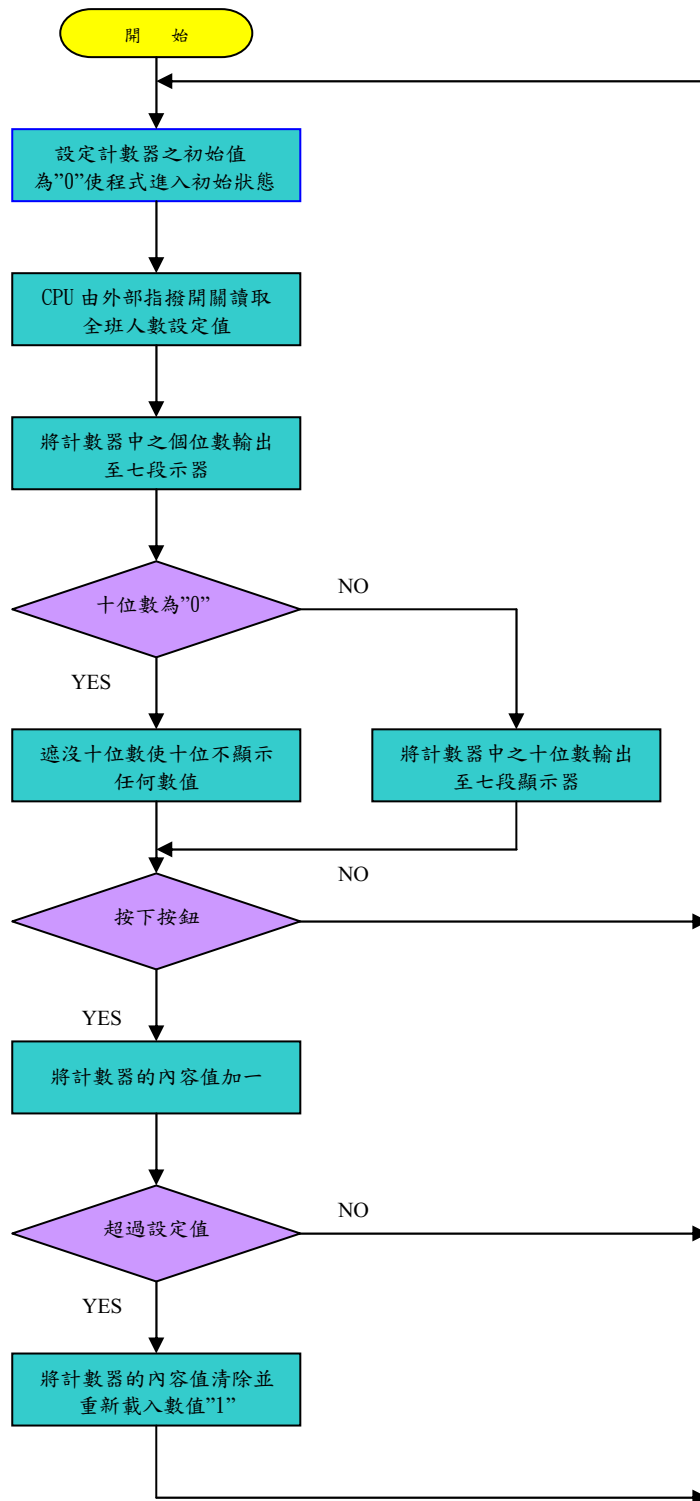 開 始
設定計數器之初始值
為”0”使程式進入初始狀態
CPU 由外部指撥開關讀取
全班人數設定值
將計數器中之個位數輸出
至七段示器
十位數為”0”
NO
YES
遮沒十位數使十位不顯示
任何數值
將計數器中之十位數輸出
至七段顯示器
NO
按下按鈕
YES
將計數器的內容值加一
超過設定值
NO
YES
將計數器的內容值清除並
重新載入數值”1”